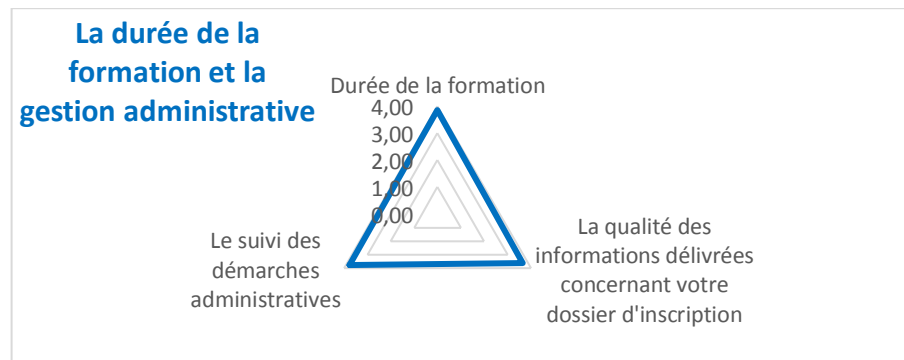 La durée de la
formation et la
gestion administrative
Durée de la formation
4,00
3,00
2,00
1,00
0,00
La qualité des
informations délivrées
concernant votre
dossier d'inscription
Le suivi des
démarches
administratives